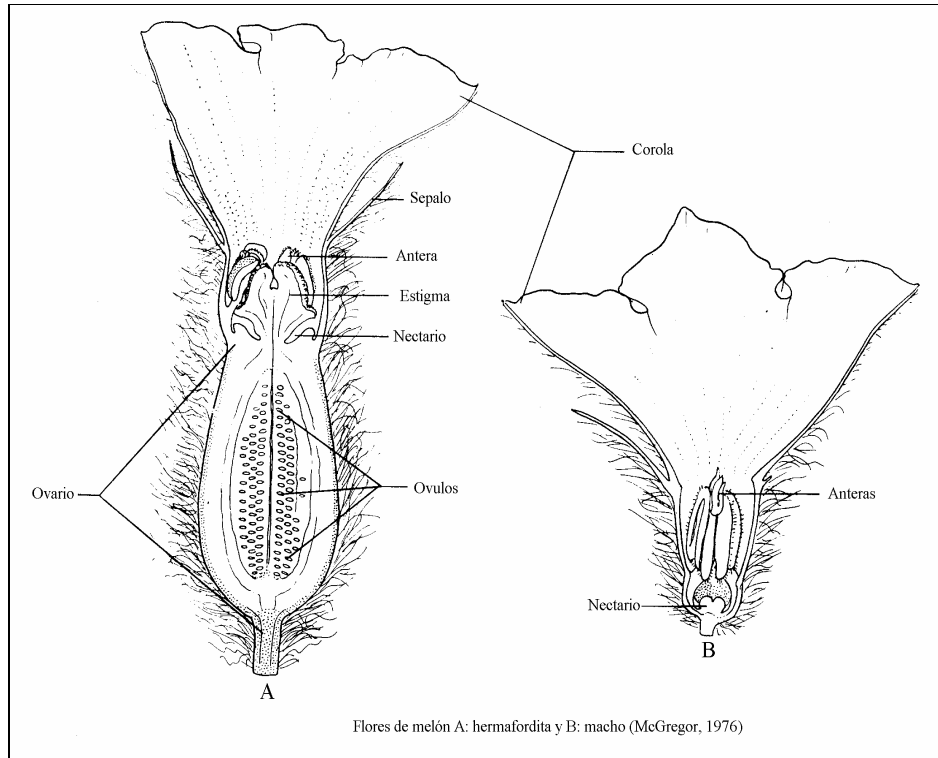 Corola
Sepalo
Antera
Estigma
Nectario
Ovario
Ovulos
Anteras
Nectario
A
B
Flores de melón A: hermafordita y B: macho (McGregor, 1976)